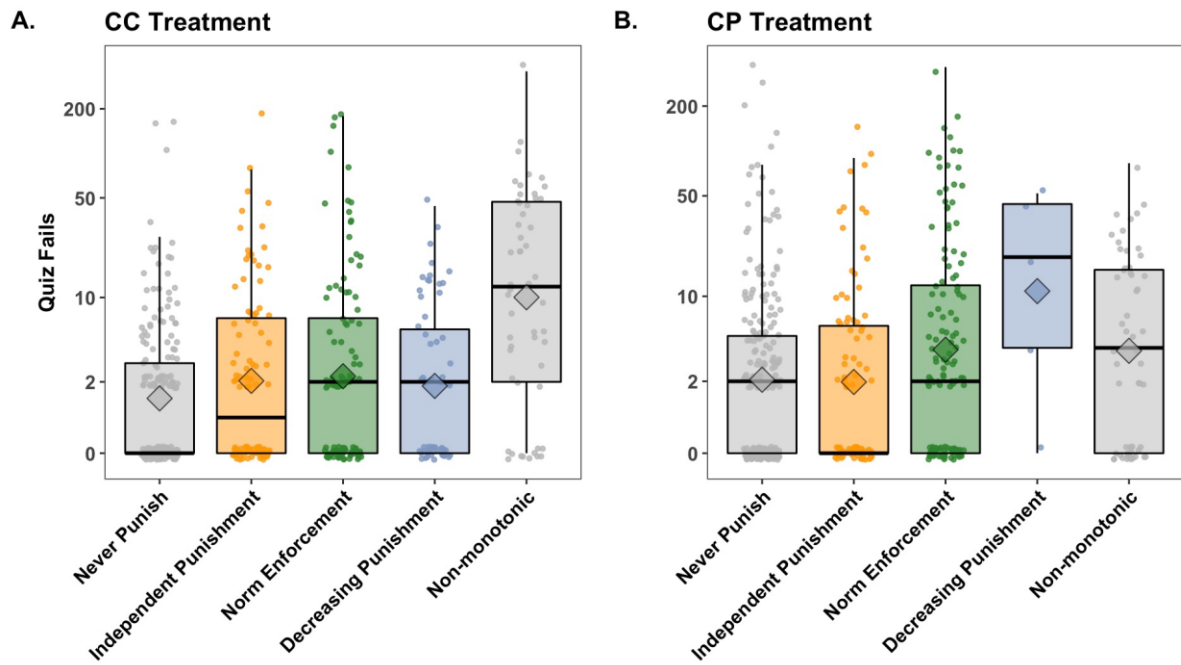 A.
CC Treatment
Quiz Fails
200
50
10
2
0
Never Punish
Independent Punishment
Norm Enforcement
Decreasing Punishment
Non-monotonic
B.
CP Treatment
200
50
10
2
0
Never Punish
Independent Punishment
Norm Enforcement
Decreasing Punishment
Non-monotonic